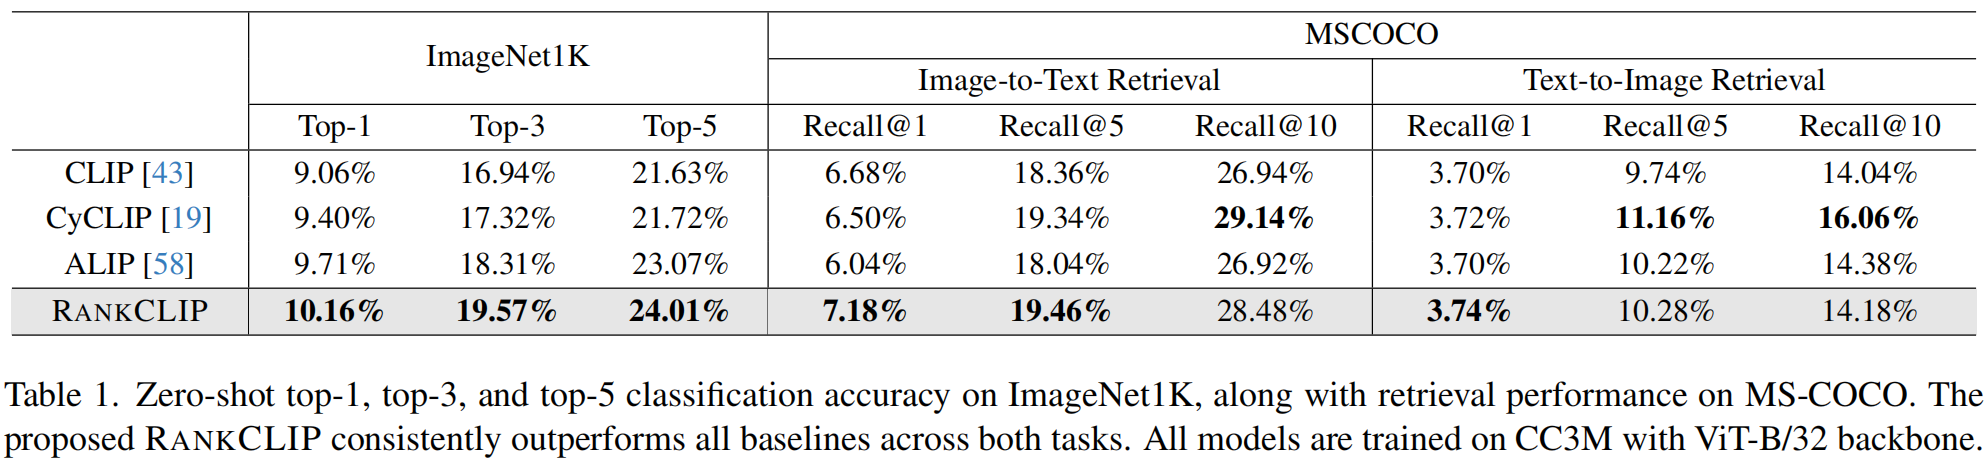 ImageNet1K MSCOCO
Image-to-Text Retrieval Text-to-Image Retrieval
Top-1 Top-3 Top-5 Recall@1 Recall@5 Recall@10 Recall@1 Recall@5 Recall@10
CLIP [43] 9.06% 16.94% 21.63% 6.68% 18.36% 26.94% 3.70% 9.74% 14.04%
CyCLIP [19] 9.40% 17.32% 21.72% 6.50% 19.34% 29.14% 3.72% 11.16% 16.06%
ALIP [58] 9.71% 18.31% 23.07% 6.04% 18.04% 26.92% 3.70% 10.22% 14.38%
RANKCLIP 10.16% 19.57% 24.01% 7.18% 19.46% 28.48% 3.74% 10.28% 14.18%
Table 1. Zero-shot top-1, top-3, and top-5 classification accuracy on ImageNet1K, along with retrieval performance on MS-COCO. The
proposed RANKCLIP consistently outperforms all baselines across both tasks. All models are trained on CC3M with ViT-B/32 backbone.